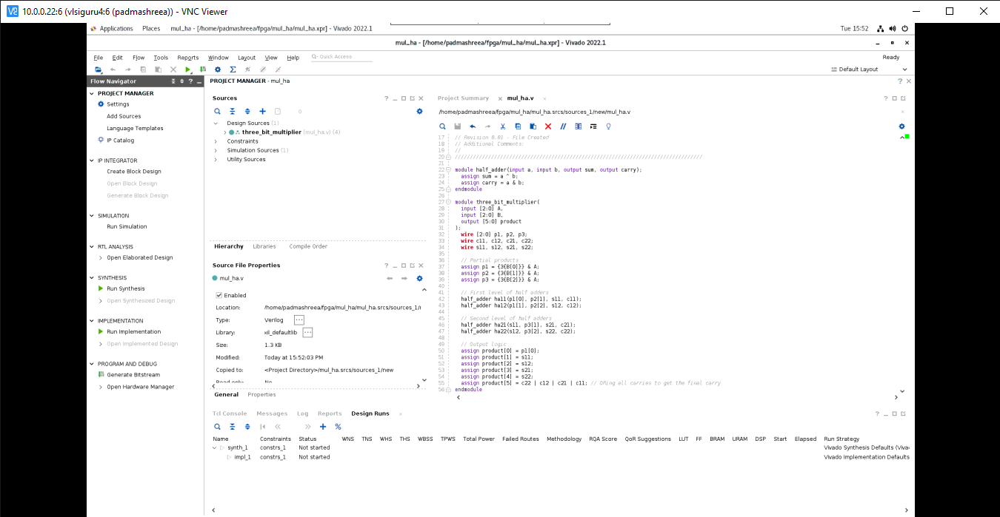 10.0.0.22:6 (vlsiguru4:6 (padmashreea)) - VNC Viewer
Applications Places mul_ha - [/home/padmashreea/fpga/mul_ha/mul_ha.xpr] - Vivado 2022.1 Tue 15:52
mul_ha - [/home/padmashreea/fpga/mul_ha/mul_ha.xpr] - Vivado 2022.1
File Edit Flow Tools Reports Window Layout View Help Quick Access Ready
Default Layout
Flow Navigator
PROJECT MANAGER
Settings
Add Sources
Language Templates
IP Catalog
IP INTEGRATOR
Create Block Design
Open Block Design
Generate Block Design
SIMULATION
Run Simulation
RTL ANALYSIS
Open Elaborated Design
SYNTHESIS
Run Synthesis
Open Synthesized Design
IMPLEMENTATION
Run Implementation
Open Implemented Design
PROGRAM AND DEBUG
Generate Bitstream
Open Hardware Manager
PROJECT MANAGER - mul_ha
Sources
0
Design Sources (1)
three_bit_multiplier (mul_ha.v) (4)
Constraints
Simulation Sources (1)
Utility Sources
Hierarchy Libraries Compile Order
Source File Properties
mul_ha.v
Enabled
Location: /home/padmashreea/fpga/mul_ha/mul_ha.srcs/sources_1/r
Type: Verilog
Library: xil_defaultlib
Size: 1.3 KB
Modified: Today at 15:52:03 PM
Copied to: <Project Directory>/mul_ha.srcs/sources_1/new
Read-only: No
General Properties
Project Summary mul_ha.v
/home/padmashreea/fpga/mul_ha/mul_ha.srcs/sources_1/new/mul_ha.v
17 // Revision 0.01 - File Created
18 // Additional Comments:
19 //
20 //////////////////////////////////////////////////////////////////////////////////
21
22 module half_adder(input a, input b, output sum, output carry);
23 assign sum = a ^ b;
24 assign carry = a & b;
25 endmodule
26
27 module three_bit_multiplier(
28 input [2:0] A,
29 input [2:0] B,
30 output [5:0] product
31 );
32 wire [2:0] p1, p2, p3;
33 wire c11, c12, c21, c22;
34 wire s11, s12, s21, s22;
35
36 // Partial products
37 assign p1 = {3{B[0]}} & A;
38 assign p2 = {3{B[1]}} & A;
39 assign p3 = {3{B[2]}} & A;
40
41 // First level of half adders
42 half_adder ha11(p1[0], p2[1], s11, c11);
43 half_adder ha12(p1[1], p2[2], s12, c12);
44
45 // Second level of half adders
46 half_adder ha21(s11, p3[1], s21, c21);
47 half_adder ha22(s12, p3[2], s22, c22);
48
49 // Output logic
50 assign product[0] = p1[0];
51 assign product[1] = s11;
52 assign product[2] = s12;
53 assign product[3] = s21;
54 assign product[4] = s22;
55 assign product[5] = c22 | c12 | c21 | c11; // ORing all carries to get the final carry
56 endmodule
Tcl Console Messages Log Reports Design Runs
Name Constraints Status WNS TNS WHS THS WBSS TPWS Total Power Failed Routes Methodology RQA Score QoR Suggestions LUT FF BRAM URAM DSP Start Elapsed Run Strategy
synth_1 constrs_1 Not started Vivado Synthesis Defaults (Viva
impl_1 constrs_1 Not started Vivado Implementation Defaults